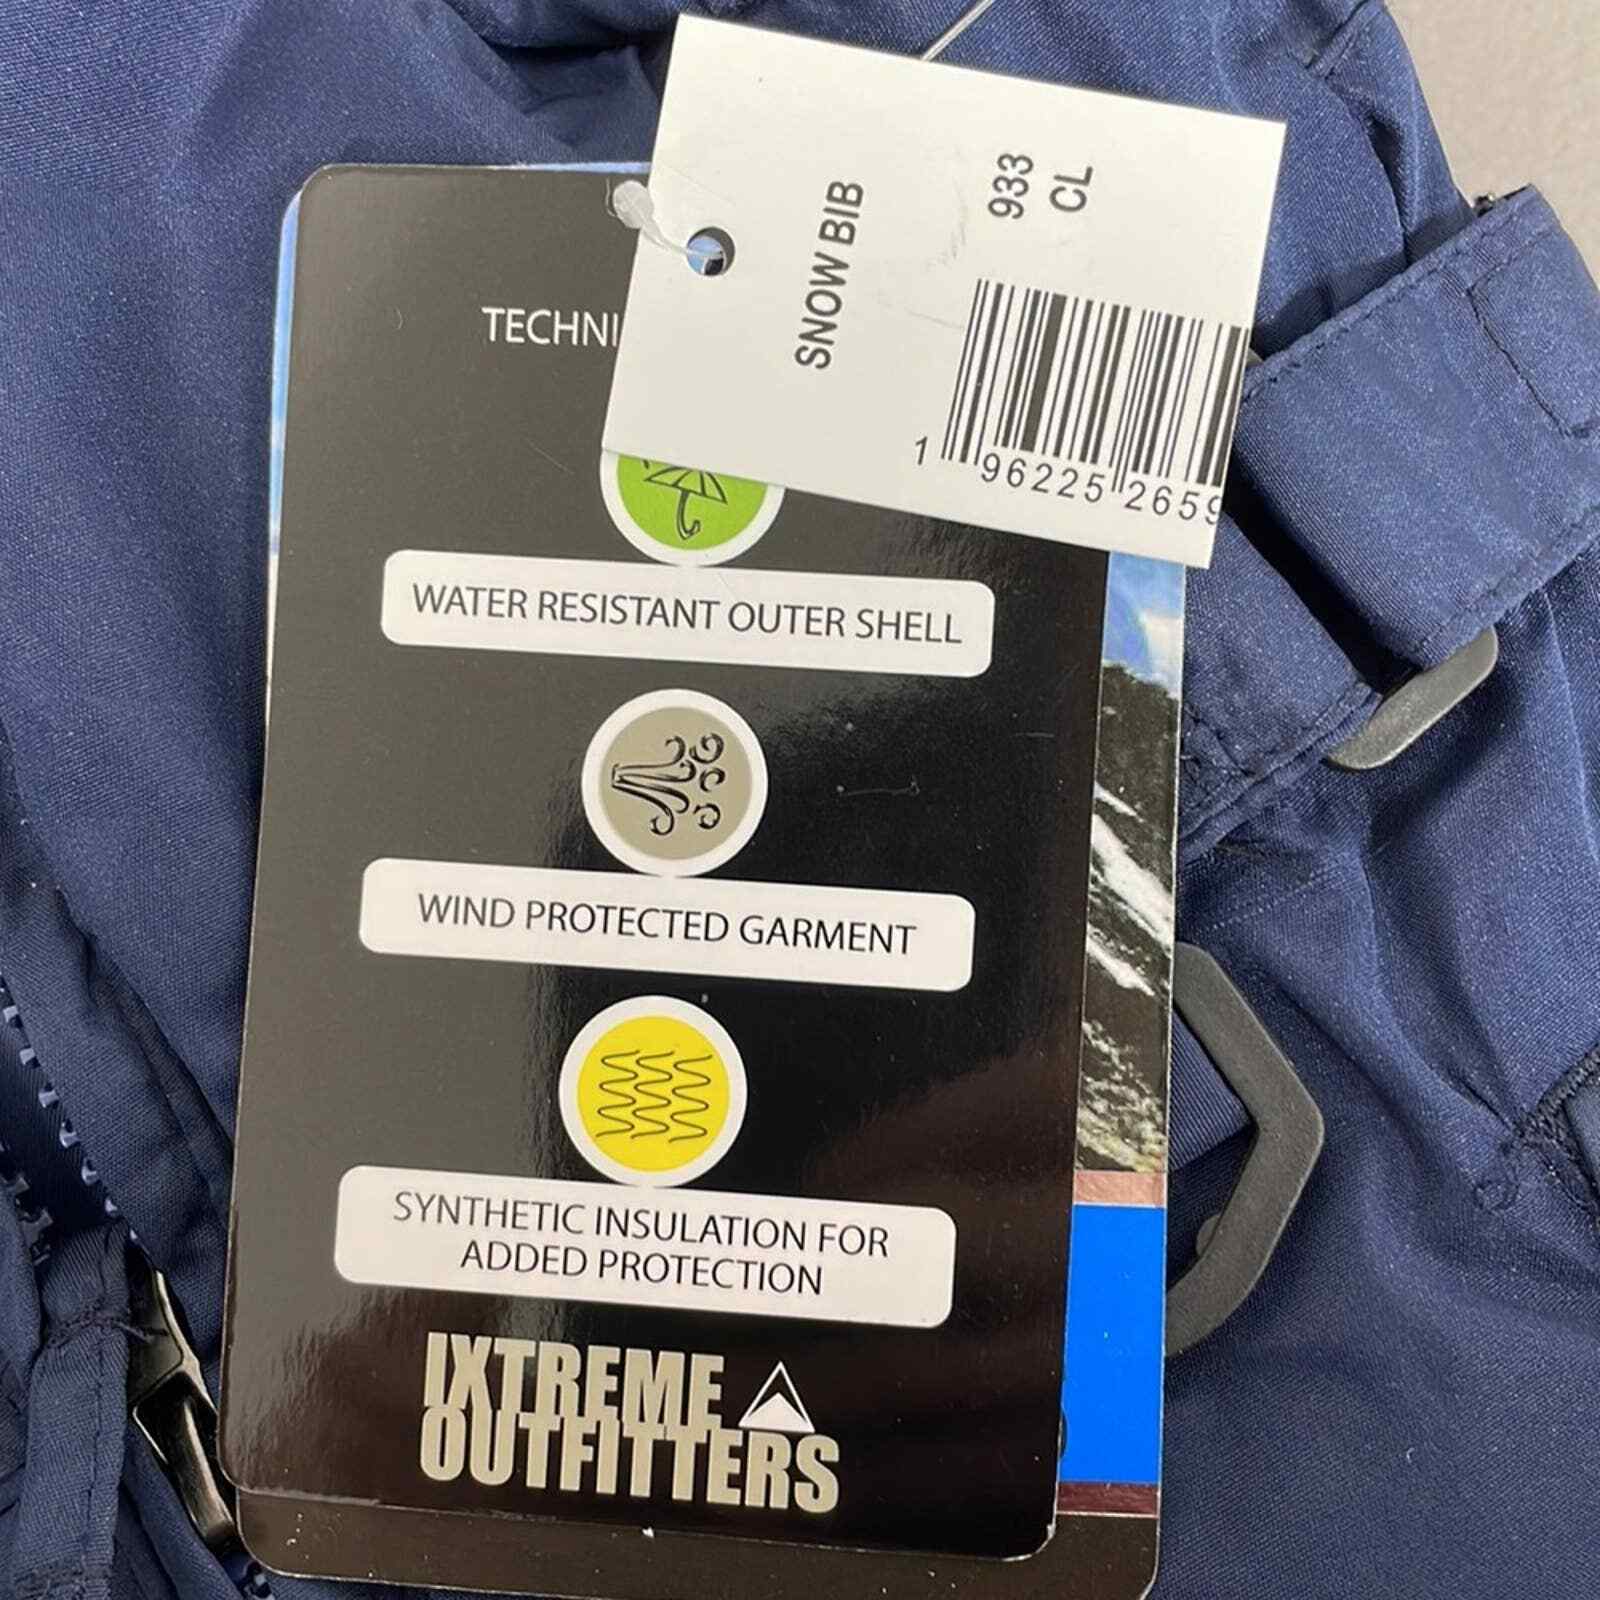 SNOW BIB
933
CL
1 96225 2659
TECHNI
WATER RESISTANT OUTER SHELL
WIND PROTECTED GARMENT
SYNTHETIC INSULATION FOR
ADDED PROTECTION
IXTREME
OUTFITTERS